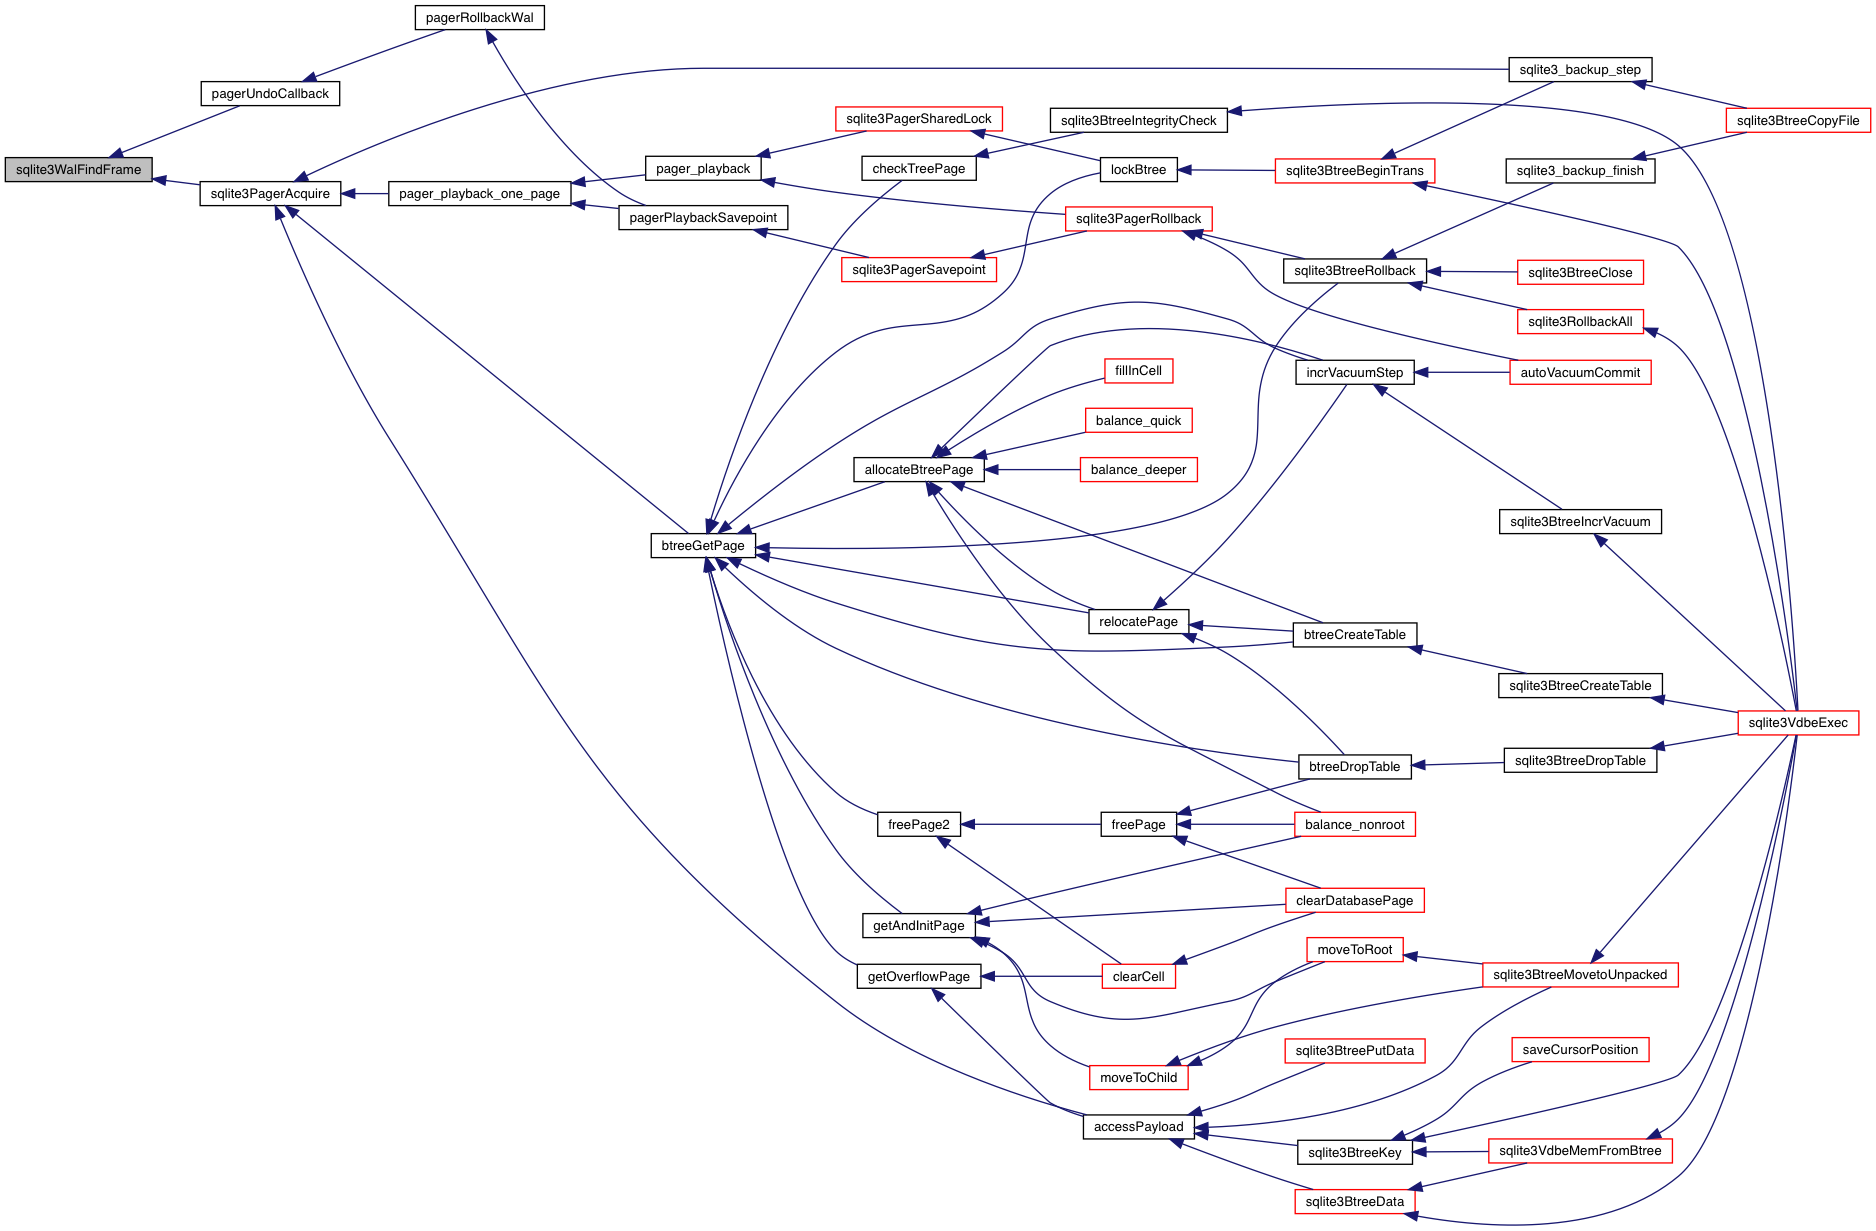 pagerRollbackWal
sqlite3_backup_step
pagerUndoCallback
sqlite3PagerSharedLock
sqlite3BtreeIntegrityCheck
sqlite3BtreeCopyFile
sqlite3WalFindFrame
pager_playback
checkTreePage
lockBtree
sqlite3BtreeBeginTrans
sqlite3_backup_finish
sqlite3PagerAcquire
pager_playback_one_page
pagerPlaybackSavepoint
sqlite3PagerRollback
sqlite3PagerSavepoint
sqlite3BtreeRollback
sqlite3BtreeClose
sqlite3RollbackAll
fillInCell
incrVacuumStep
autoVacuumCommit
balance_quick
allocateBtreePage
balance_deeper
sqlite3BtreeIncrVacuum
btreeGetPage
relocatePage
btreeCreateTable
sqlite3BtreeCreateTable
sqlite3VdbeExec
btreeDropTable
sqlite3BtreeDropTable
freePage2
freePage
balance_nonroot
clearDatabasePage
getAndInitPage
moveToRoot
getOverflowPage
clearCell
sqlite3BtreeMovetoUnpacked
sqlite3BtreePutData
saveCursorPosition
moveToChild
accessPayload
sqlite3BtreeKey
sqlite3VdbeMemFromBtree
sqlite3BtreeData